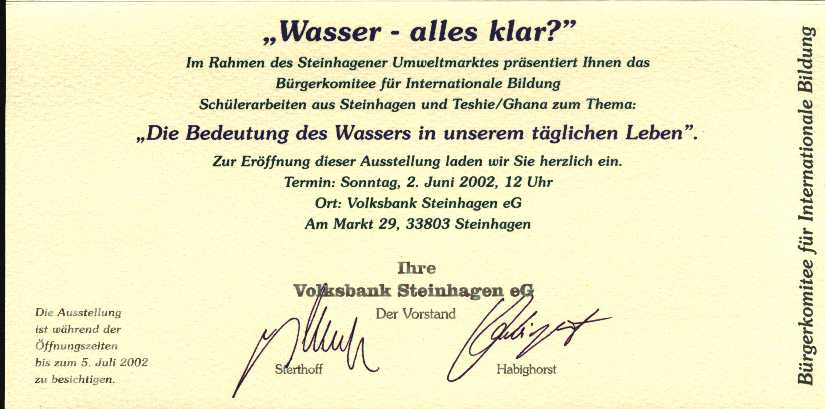 „Wasser - alles klar?”
Im Rahmen des Steinhagener Umweltmarktes präsentiert Ihnen das
Bürgerkomitee für Internationale Bildung
Schülerarbeiten aus Steinhagen und Teshie/Ghana zum Thema:
„Die Bedeutung des Wassers in unserem täglichen Leben”.
Zur Eröffnung dieser Ausstellung laden wir Sie herzlich ein.
Termin: Sonntag, 2. Juni 2002, 12 Uhr
Ort: Volksbank Steinhagen eG
Am Markt 29, 33803 Steinhagen
Ihre
Volksbank Steinhagen eG
Der Vorstand
Sterthoff
Habighorst
Die Ausstellung
ist während der
Öffnungszeiten
bis zum 5. Juli 2002
zu besichtigen.
Bürgerkomitee für Internationale Bildung